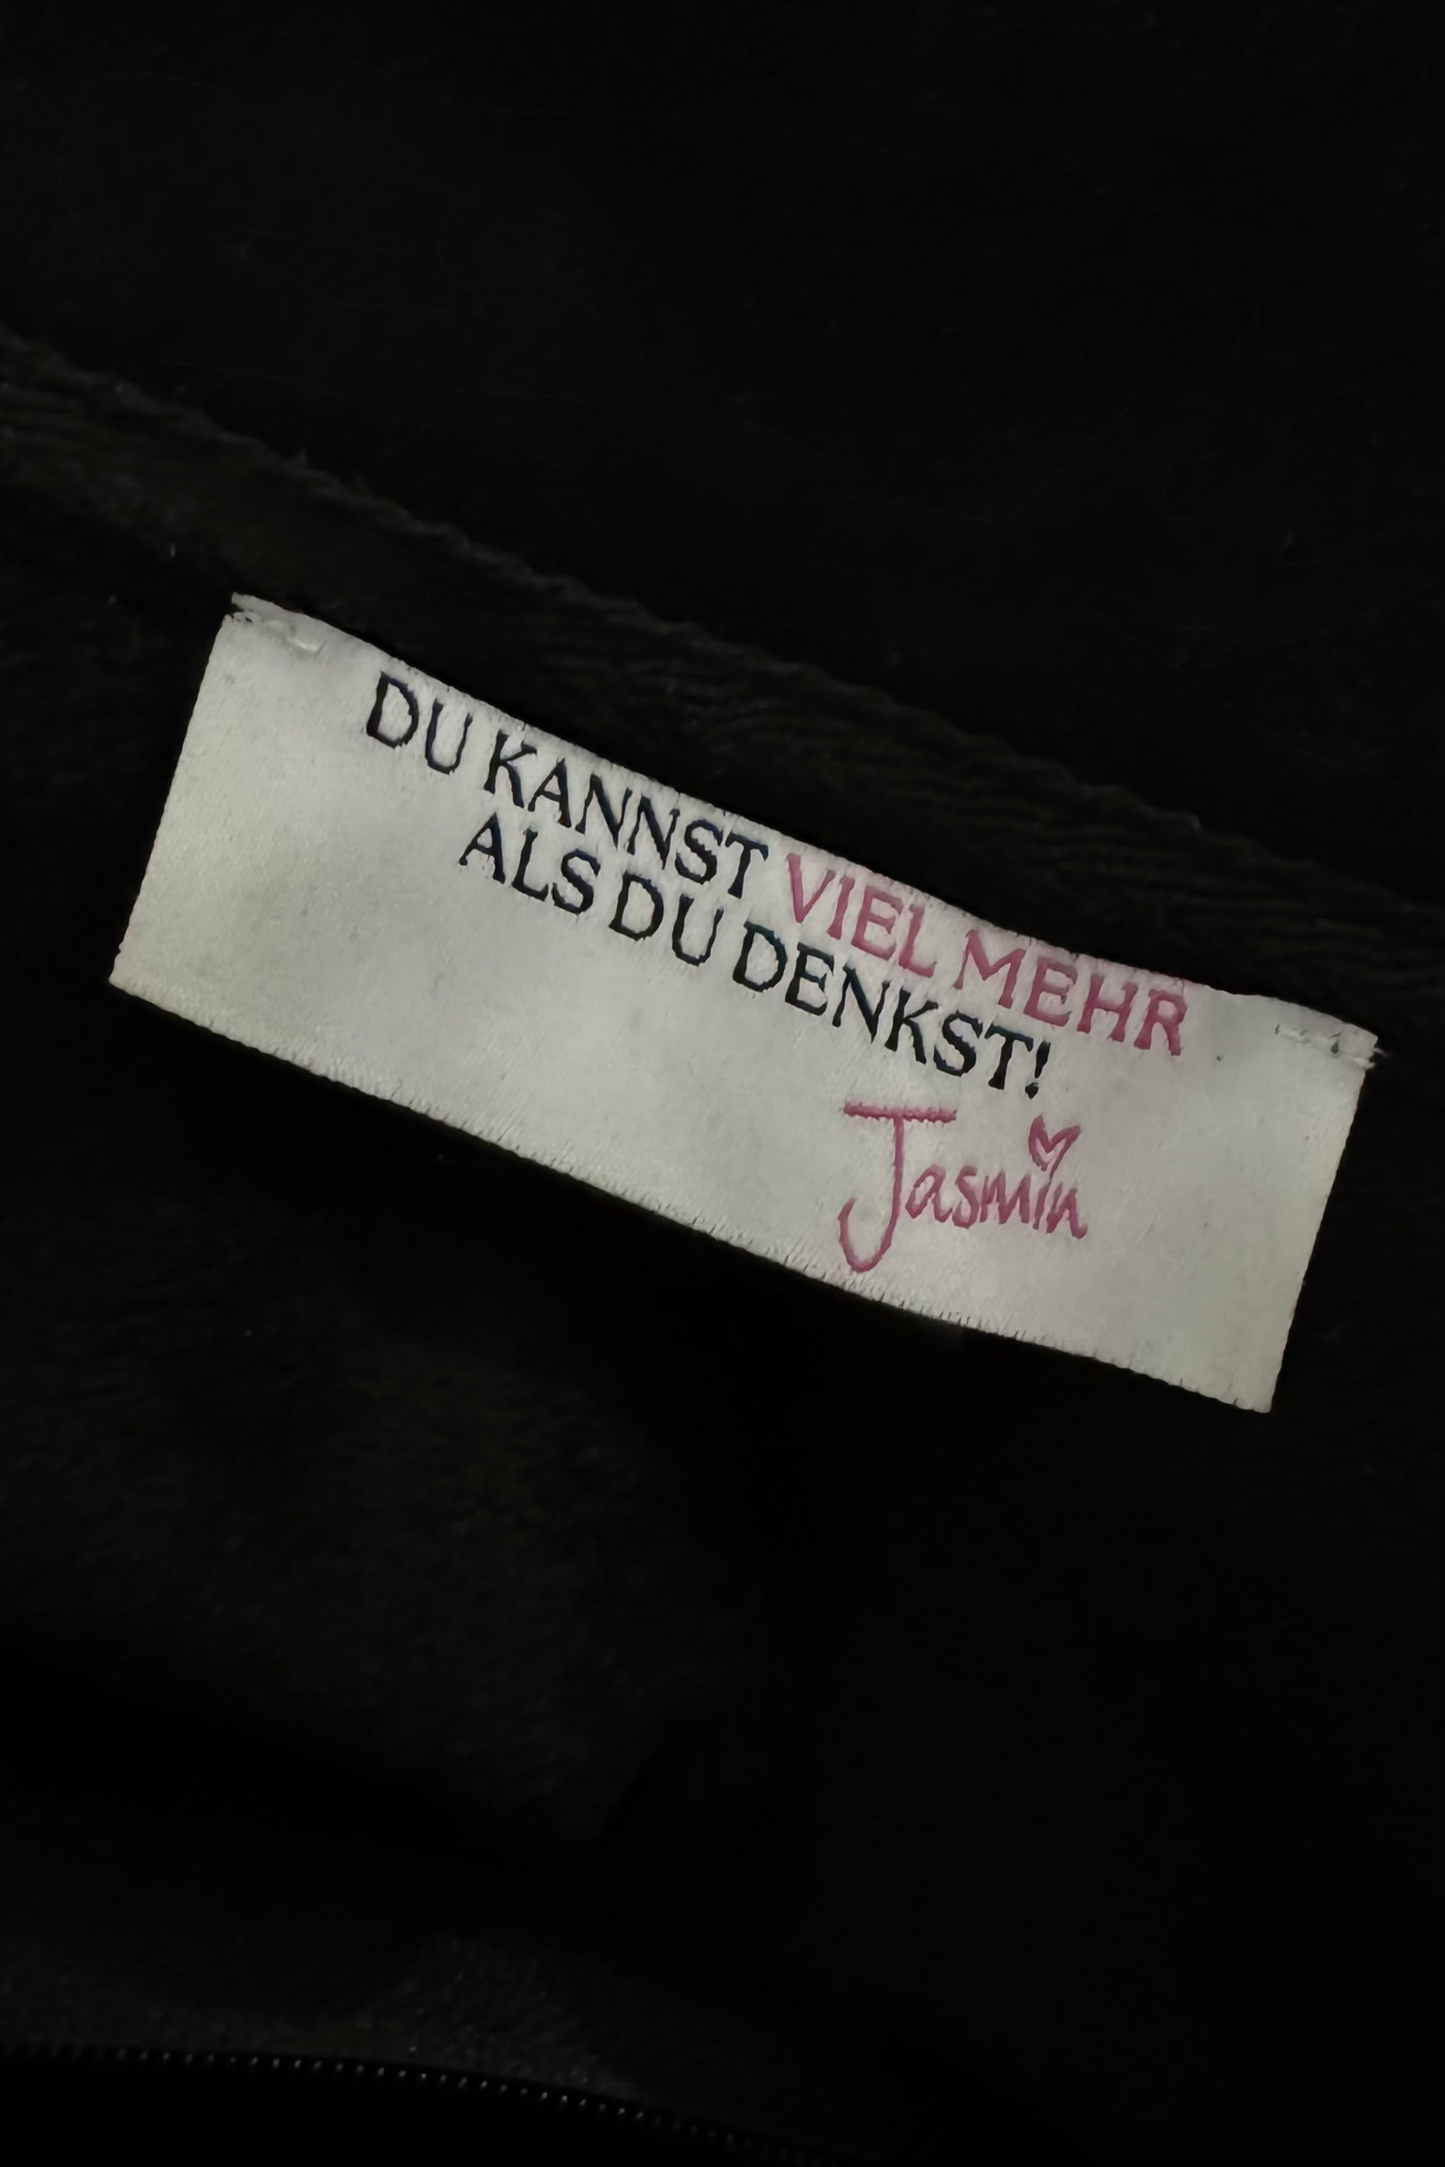 DU KANNST VIEL MEHR
ALS DU DENKST!
Jasmin